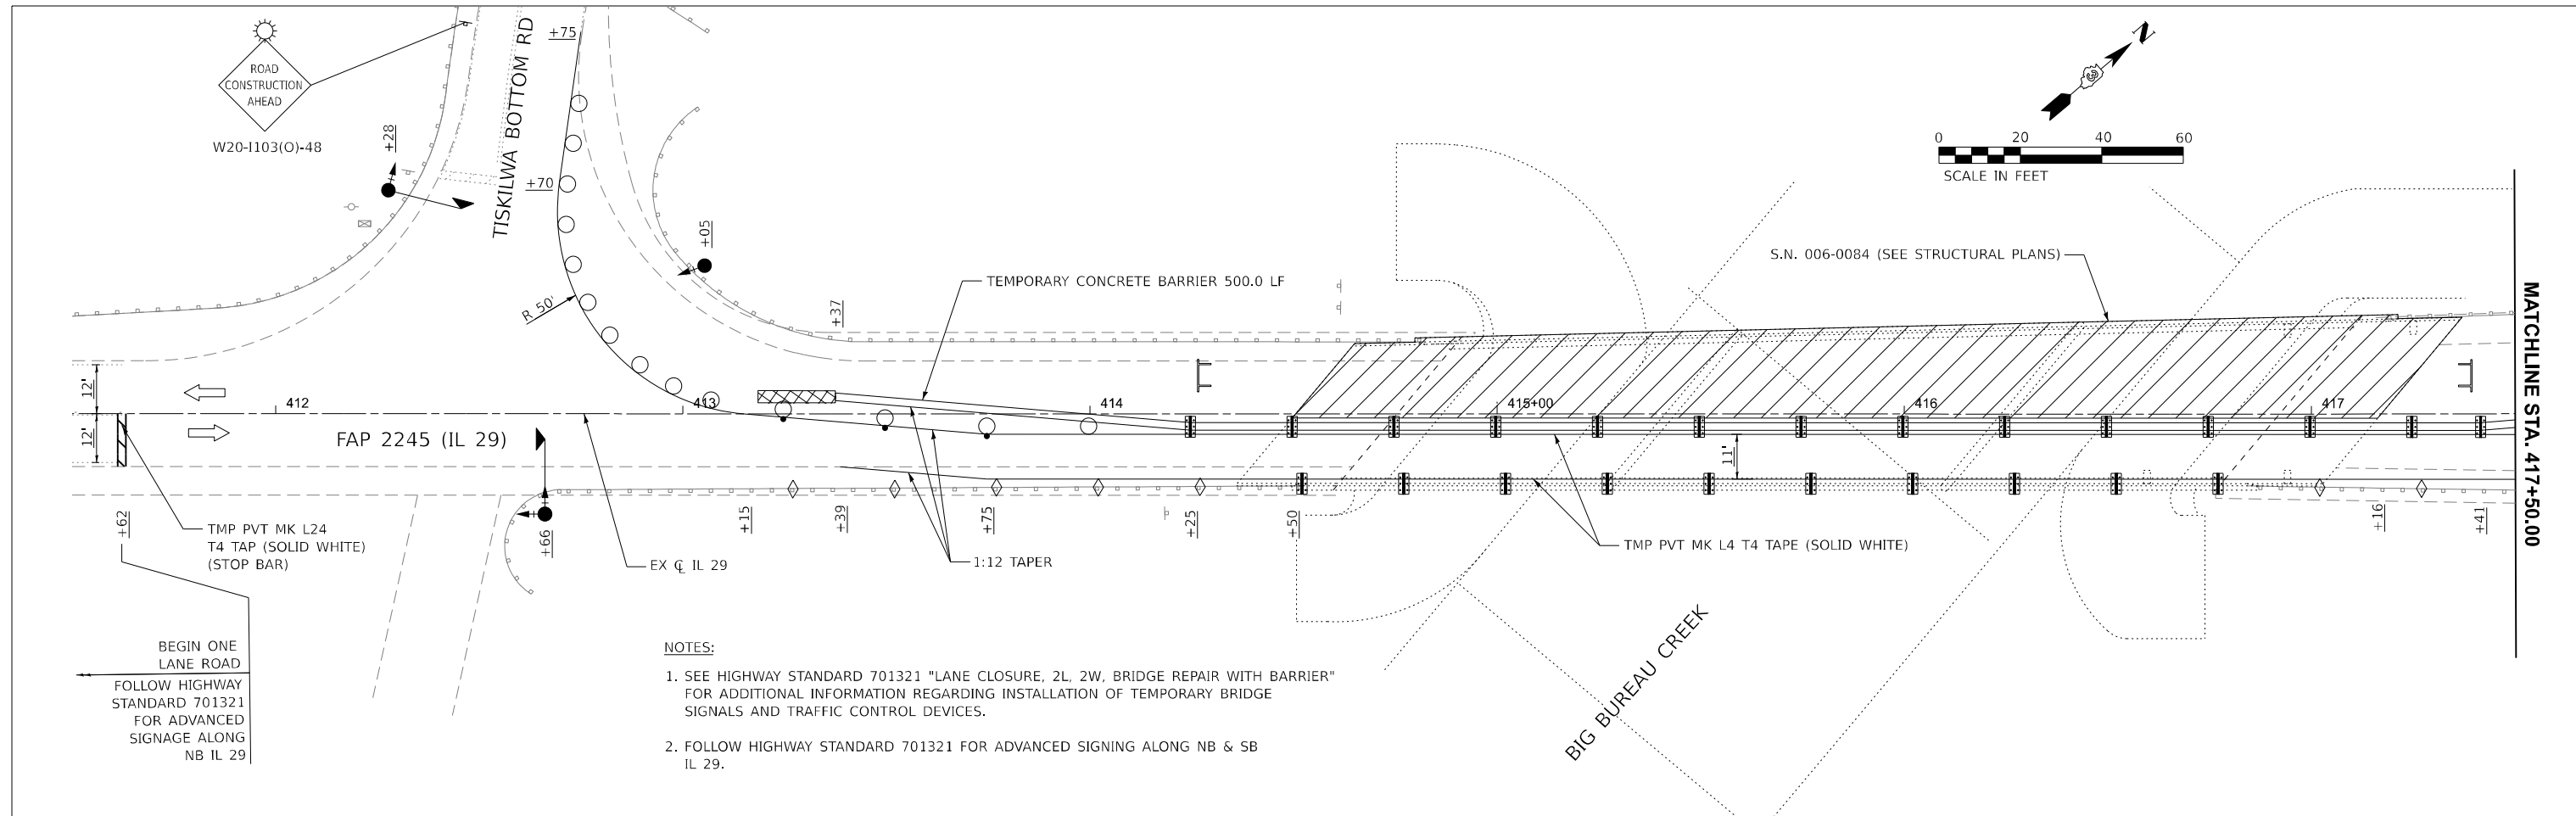 ROAD
CONSTRUCTION
AHEAD
W20-I103(O)-48
+28
TISKILWA BOTTOM RD
+75
+70
+05
R 50'
+37
TEMPORARY CONCRETE BARRIER 500.0 LF
N
0 20 40 60
SCALE IN FEET
S.N. 006-0084 (SEE STRUCTURAL PLANS)
MATCHLINE STA. 417+50.00
12'
12'
412
413
414
415+00
416
417
FAP 2245 (IL 29)
11'
+62
TMP PVT MK L24
T4 TAP (SOLID WHITE)
(STOP BAR)
+66
EX ℄ IL 29
+15
+39
+75
1:12 TAPER
+25
+50
TMP PVT MK L4 T4 TAPE (SOLID WHITE)
+16
+41
BEGIN ONE
LANE ROAD
FOLLOW HIGHWAY
STANDARD 701321
FOR ADVANCED
SIGNAGE ALONG
NB IL 29
NOTES:
1. SEE HIGHWAY STANDARD 701321 "LANE CLOSURE, 2L, 2W, BRIDGE REPAIR WITH BARRIER"
FOR ADDITIONAL INFORMATION REGARDING INSTALLATION OF TEMPORARY BRIDGE
SIGNALS AND TRAFFIC CONTROL DEVICES.
2. FOLLOW HIGHWAY STANDARD 701321 FOR ADVANCED SIGNING ALONG NB & SB
IL 29.
BIG BUREAU CREEK